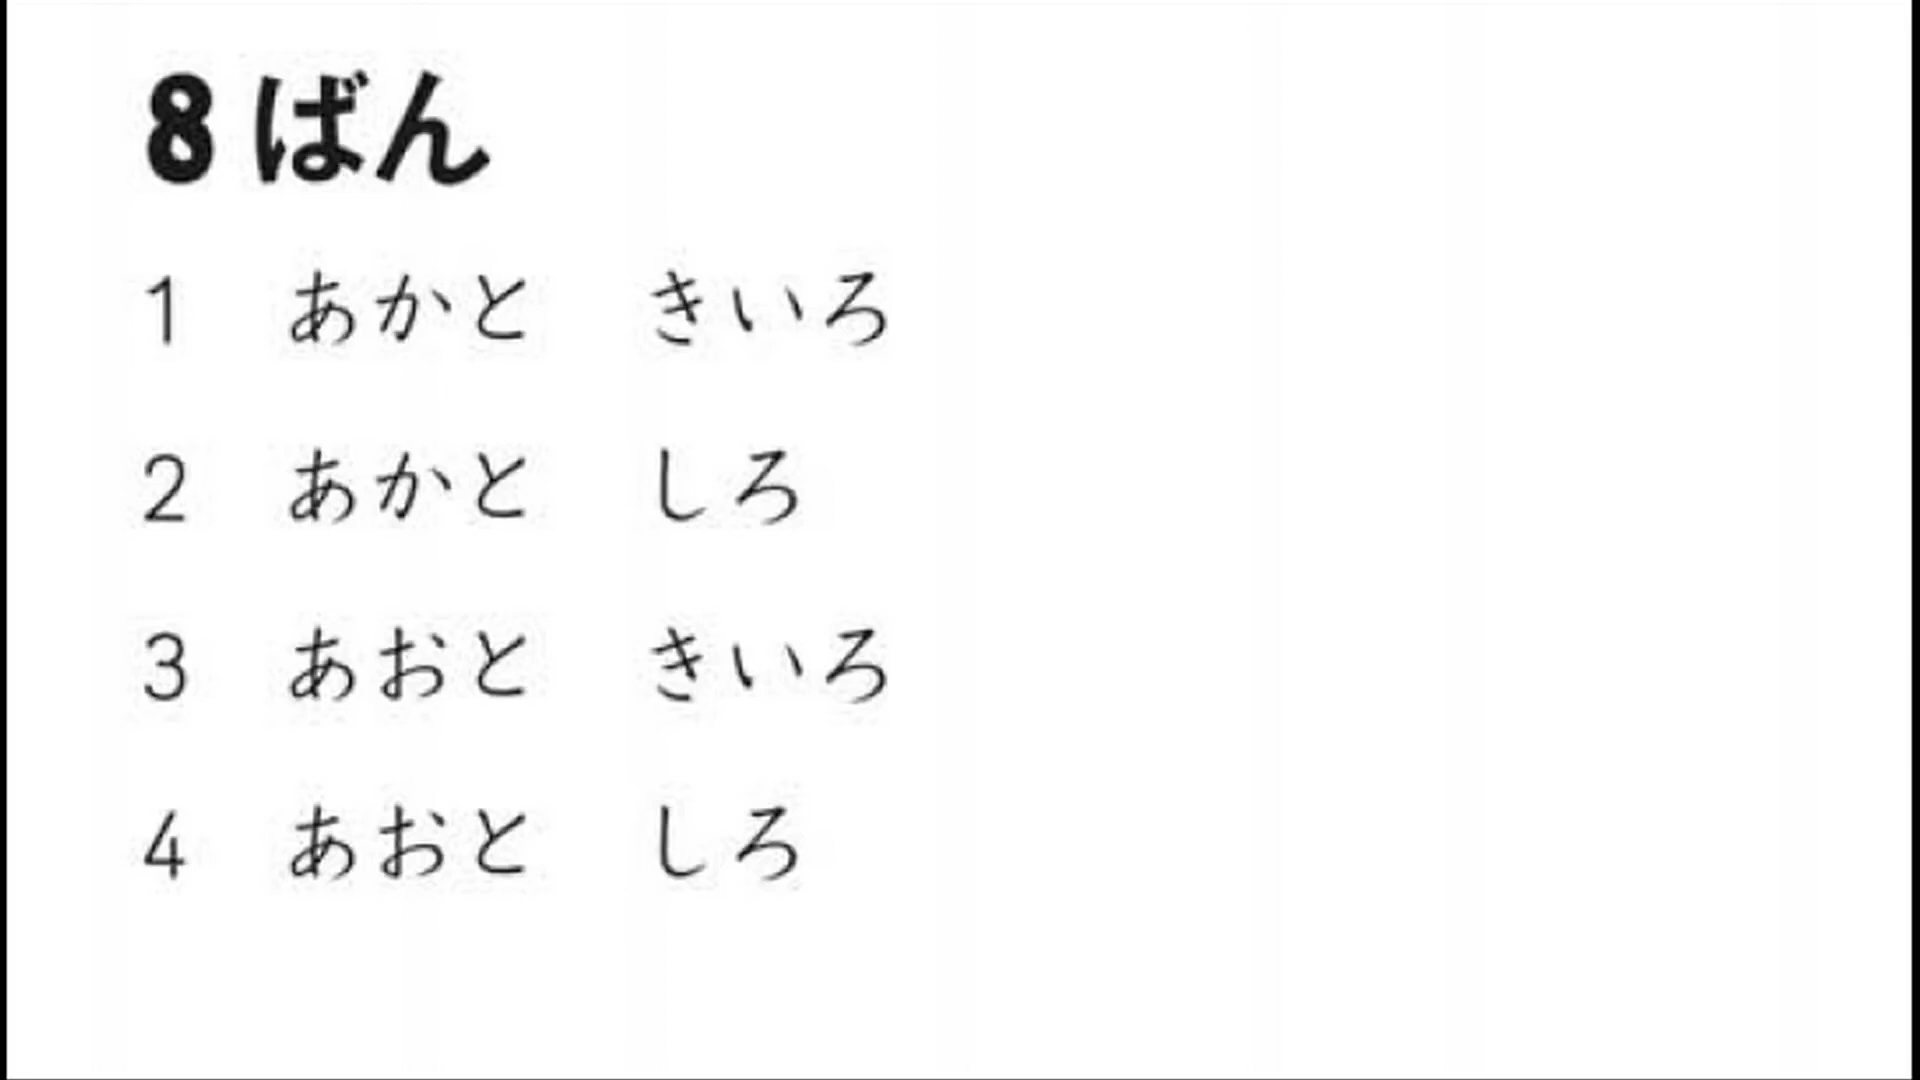 8 ばん
1 あかと きいろ
2 あかと しろ
3 あおと きいろ
4 あおと しろ